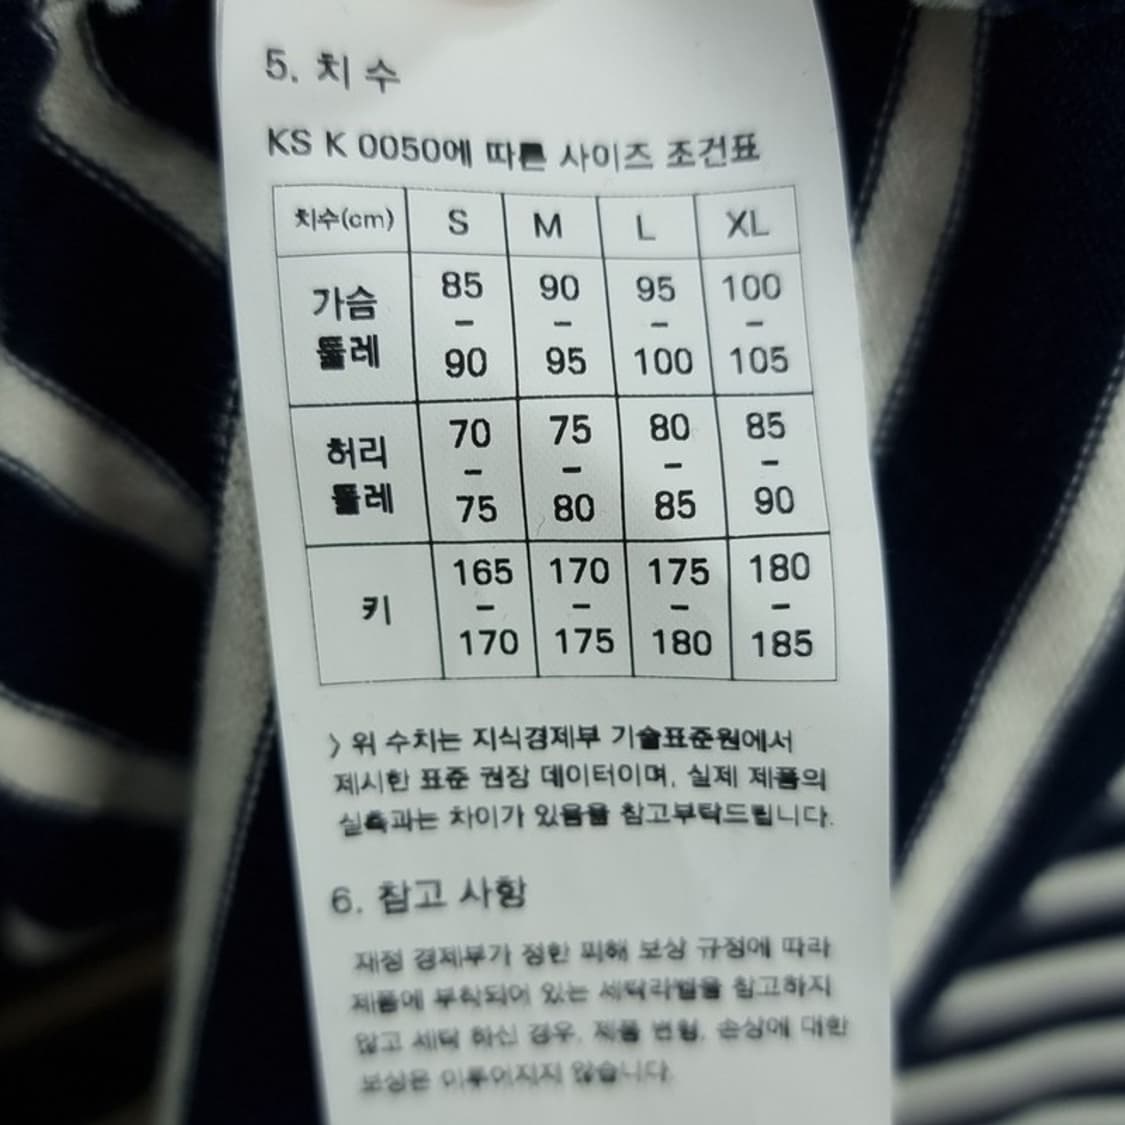 5. 치수
KS K 0050에 따른 사이즈 조건표
치수(cm) S M L XL
가슴 둘레 85 - 90 90 - 95 95 - 100 100 - 105
허리 둘레 70 - 75 75 - 80 80 - 85 85 - 90
키 165 - 170 170 - 175 175 - 180 180 - 185
> 위 수치는 지식경제부 기술표준원에서
제시한 표준 권장 데이터이며, 실제 제품의
실측과는 차이가 있음을 참고부탁드립니다.
6. 참고 사항
재정 경제부가 정한 피해 보상 규정에 따라
제품에 부착되어 있는 세탁라벨을 참고하지
않고 세탁 하신 경우, 제품 변형, 손상에 대한
보상은 이루어지지 않습니다.